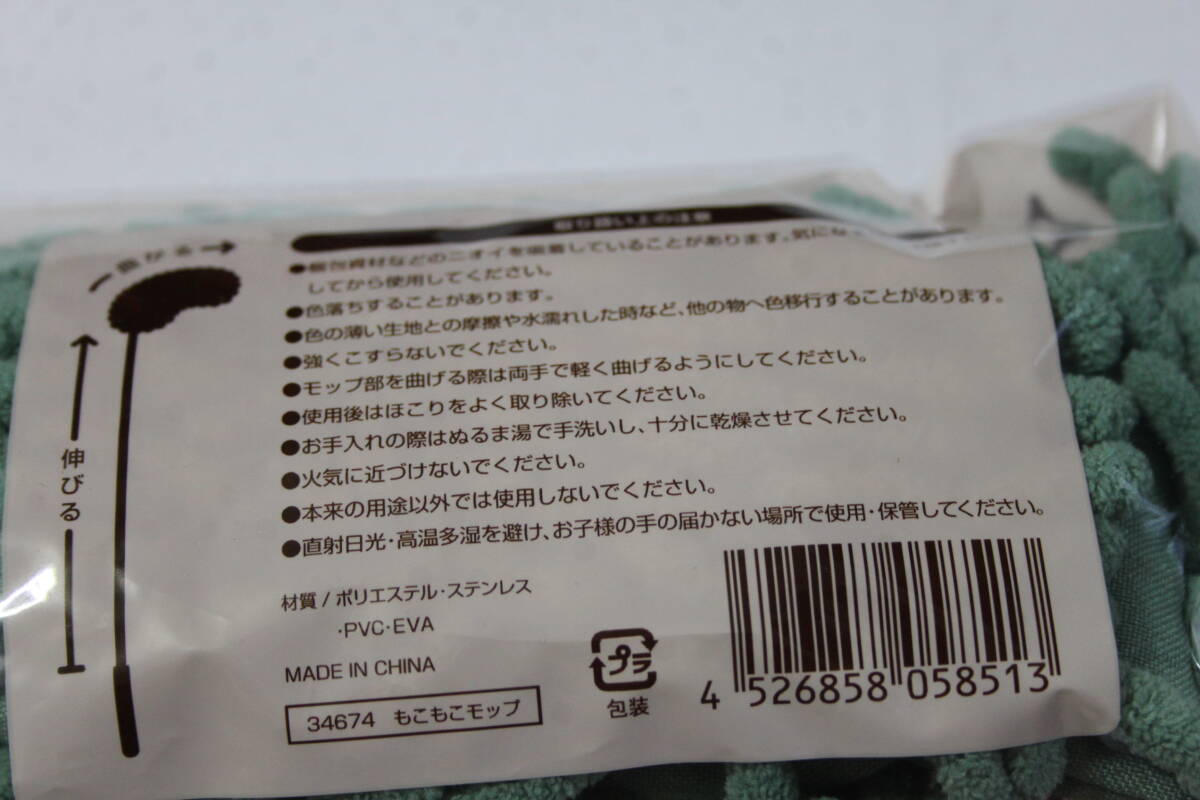 取り扱い上の注意
曲がる
●梱包資材などのニオイを吸着していることがあります。気にな
してから使用してください。
●色落ちすることがあります。
●色の薄い生地との摩擦や水濡れした時など、他の物へ色移行することがあります。
●強くこすらないでください。
●モップ部を曲げる際は両手で軽く曲げるようにしてください。
●使用後はほこりをよく取り除いてください。
●お手入れの際はぬるま湯で手洗いし、十分に乾燥させてください。
●火気に近づけないでください。
●本来の用途以外では使用しないでください。
●直射日光・高温多湿を避け、お子様の手の届かない場所で使用・保管してください。
伸びる
材質/ポリエステル・ステンレス
・PVC・EVA
MADE IN CHINA
34674 もこもこモップ
プラ
包装
4 526858 058513